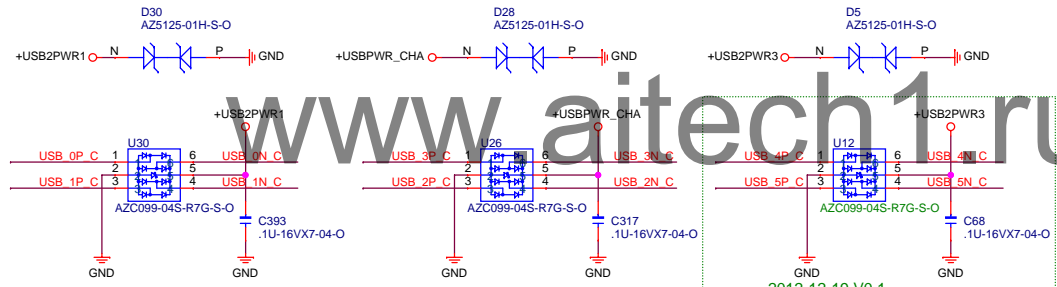 D30
AZ5125-01H-S-O
+USB2PWR1 N P GND
D28
AZ5125-01H-S-O
+USBPWR_CHA N P GND
D5
AZ5125-01H-S-O
+USB2PWR3 N P GND
www.aitech1.ru
+USB2PWR1
U30
USB_0P_C 1 6 USB_0N_C
2 5
USB_1P_C 3 4 USB_1N_C
AZC099-04S-R7G-S-O
C393
.1U-16VX7-04-O
GND GND
+USBPWR_CHA
U26
USB_3P_C 1 6 USB_3N_C
2 5
USB_2P_C 3 4 USB_2N_C
AZC099-04S-R7G-S-O
C317
.1U-16VX7-04-O
GND GND
+USB2PWR3
U12
USB_4P_C 1 6 USB_4N_C
2 5
USB_5P_C 3 4 USB_5N_C
AZC099-04S-R7G-S-O
C68
.1U-16VX7-04-O
GND GND